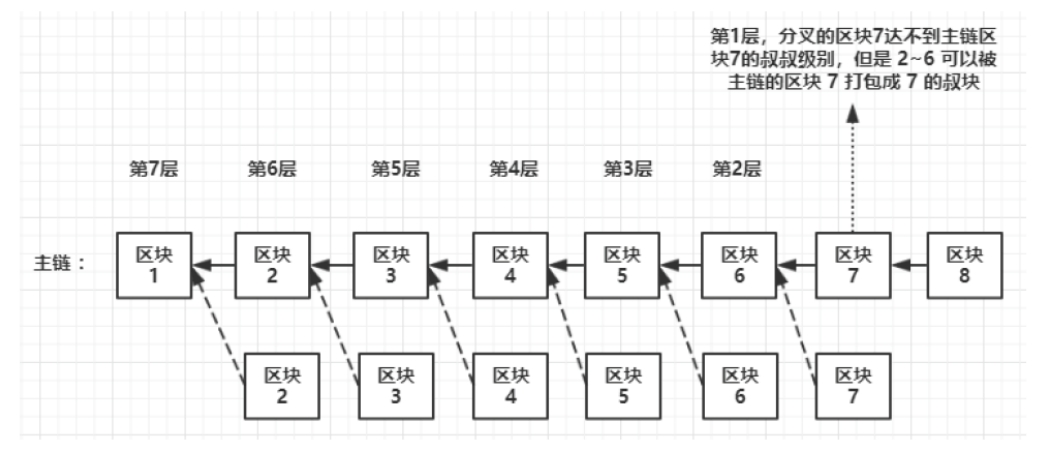 第1层，分叉的区块7达不到主链区
块7的叔叔级别，但是 2~6 可以被
主链的区块 7 打包成 7 的叔块
第7层 第6层 第5层 第4层 第3层 第2层
主链：
区块
1
区块
2
区块
3
区块
4
区块
5
区块
6
区块
7
区块
8
区块
2
区块
3
区块
4
区块
5
区块
6
区块
7